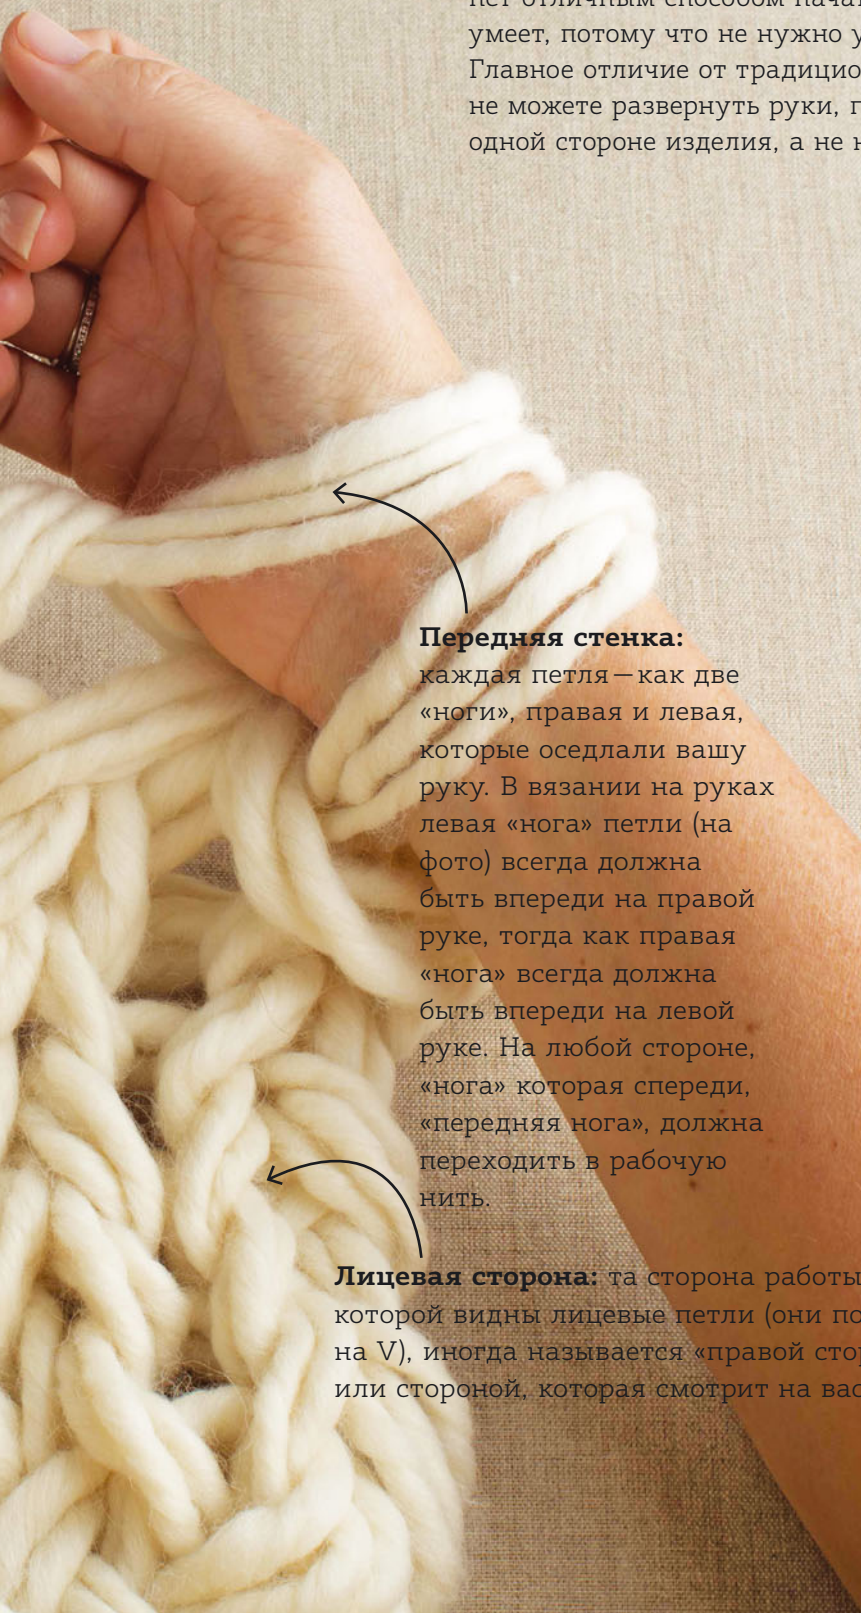 нет отличным способом
умеет, потому что не нужно
Главное отличие от
не можете развернуть руки,
одной стороне изделия, а не
Передняя стенка:
каждая петля — как две
«ноги», правая и левая,
которые оседлали вашу
руку. В вязании на руках
левая «нога» петли (на
фото) всегда должна
быть впереди на правой
руке, тогда как правая
«нога» всегда должна
быть впереди на левой
руке. На любой стороне,
«нога» которая спереди,
«передняя нога», должна
переходить в рабочую
нить.
Лицевая сторона: та сторона работы
которой видны лицевые петли (они
на V), иногда называется «правой
или стороной, которая смотрит на